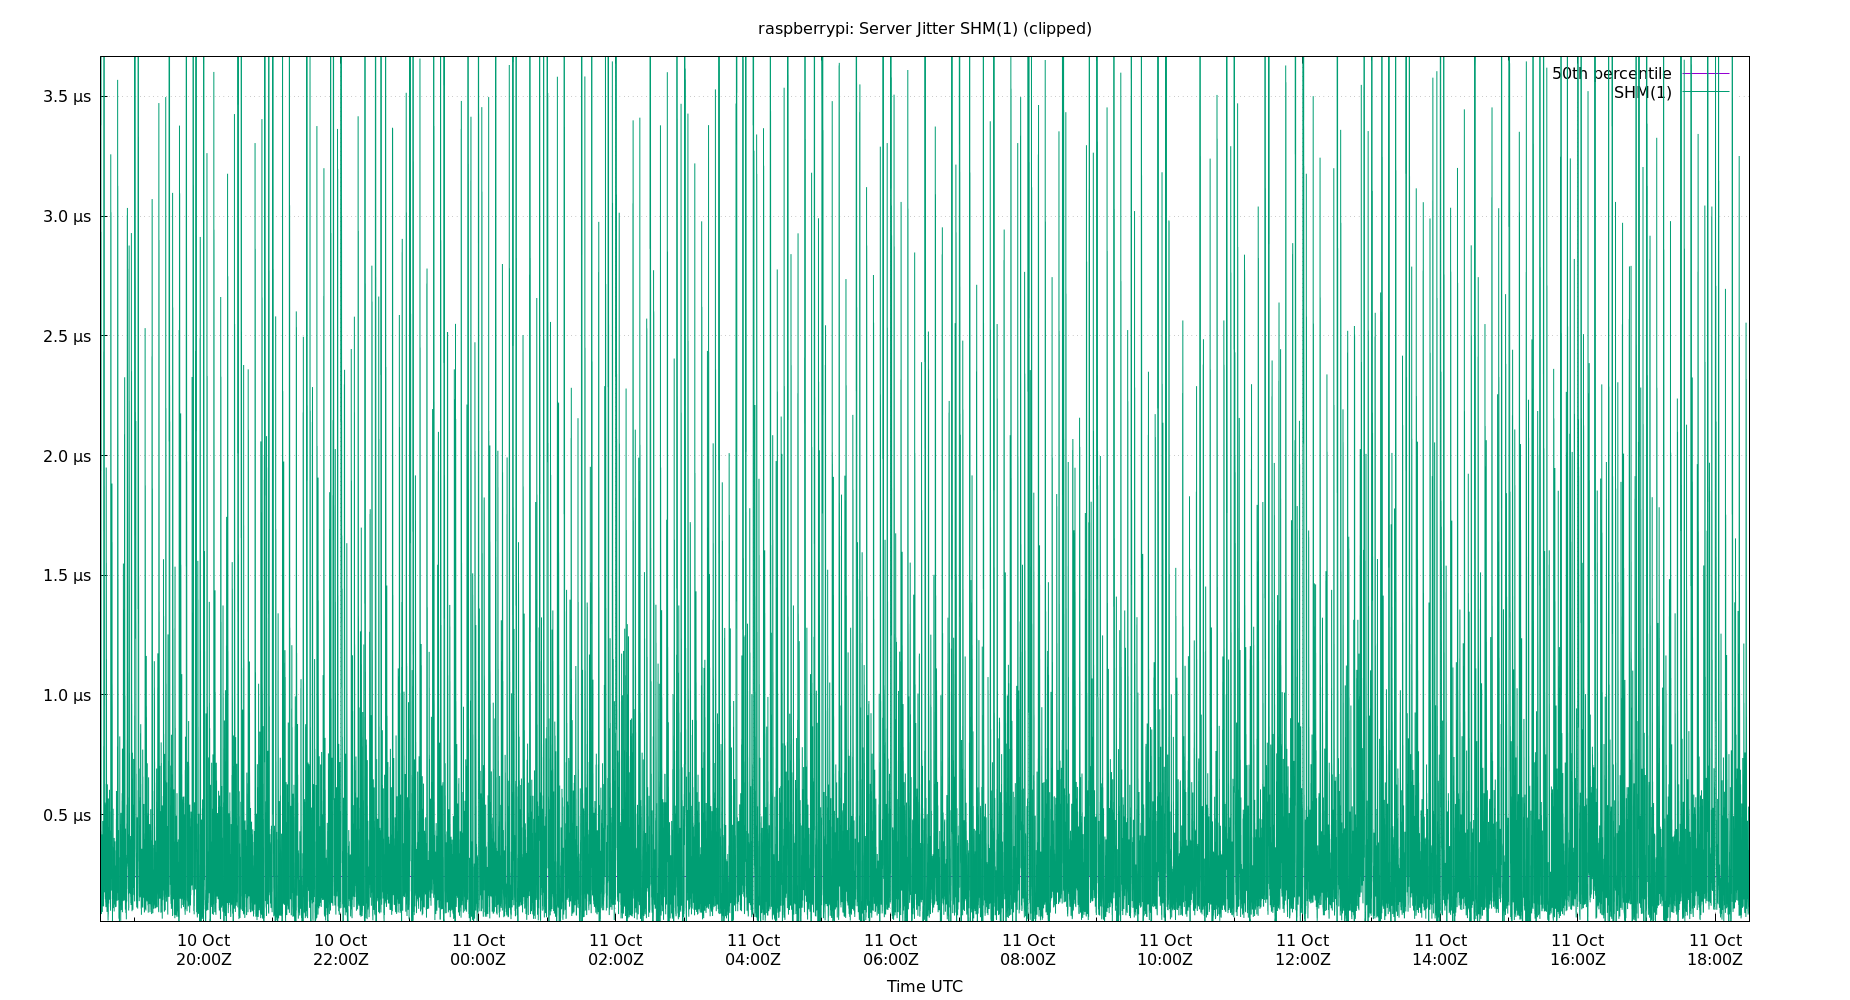 raspberrypi: Server Jitter SHM(1) (clipped)
50th percentile
SHM(1)
3.5 µs
3.0 µs
2.5 µs
2.0 µs
1.5 µs
1.0 µs
0.5 µs
10 Oct 10 Oct 11 Oct 11 Oct 11 Oct 11 Oct 11 Oct 11 Oct 11 Oct 11 Oct 11 Oct 11 Oct
20:00Z 22:00Z 00:00Z 02:00Z 04:00Z 06:00Z 08:00Z 10:00Z 12:00Z 14:00Z 16:00Z 18:00Z
Time UTC